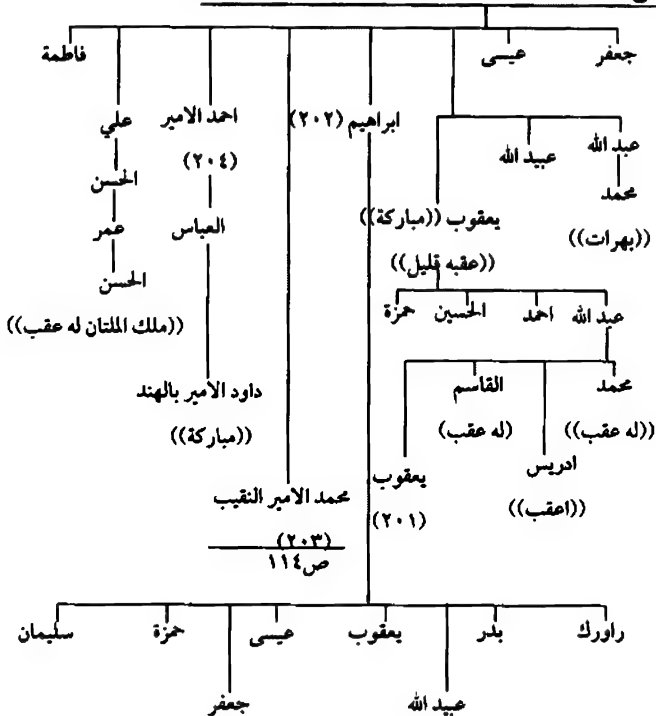 جعفر عيسى فاطمة
عبد الله عبيد الله ابراهيم (٢٠٢) احمد الامير علي
(٢٠٤)
محمد الحسن
يعقوب ((مباركة)) العباس عمر
((بهرات))
((عقبه قليل)) الحسن
عبد الله احمد الحسين حمزة ((ملك الملتان له عقب))
محمد القاسم داود الامير بالهند
((له عقب)) (له عقب) ((مباركة))
ادريس يعقوب محمد الامير النقيب
((اعقب)) (٢٠١)
(٢٠٣)
ص١١٤
راورك بدر يعقوب عيسى حمزة سليمان
عبيد الله جعفر